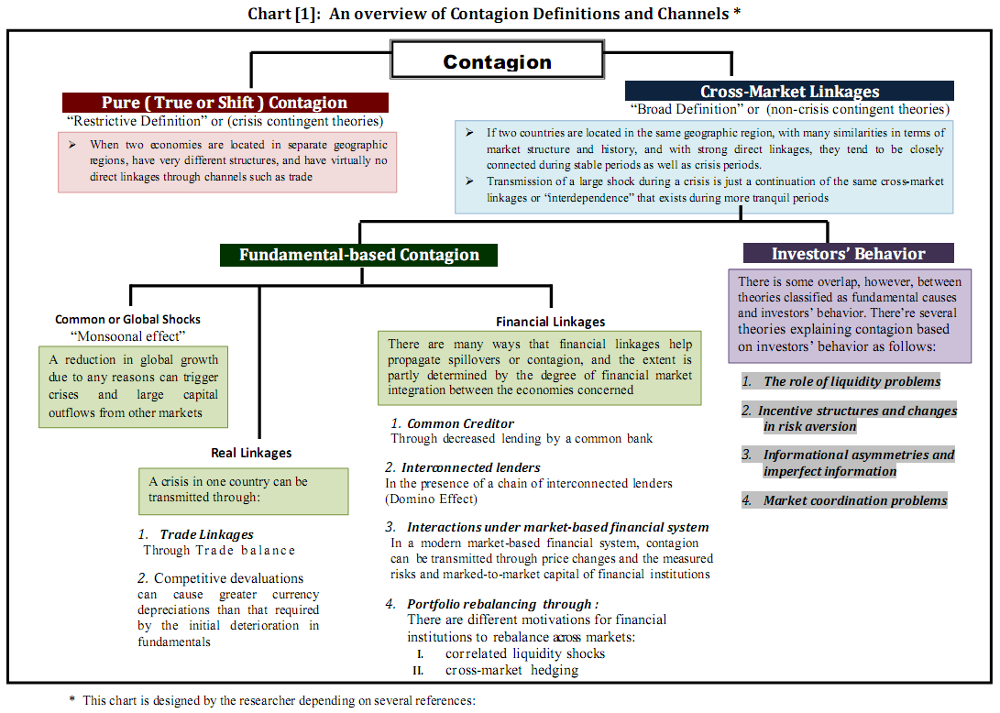 Chart [1]: An overview of Contagion Definitions and Channels *
Contagion
Pure ( True or Shift ) Contagion
“Restrictive Definition” or (crisis contingent theories)
➢ When two economies are located in separate geographic
regions, have very different structures, and have virtually no
direct linkages through channels such as trade
Cross-Market Linkages
“Broad Definition” or (non-crisis contingent theories)
➢ If two countries are located in the same geographic region, with many similarities in terms of
market structure and history, and with strong direct linkages, they tend to be closely
connected during stable periods as well as crisis periods.
➢ Transmission of a large shock during a crisis is just a continuation of the same cross-market
linkages or “interdependence” that exists during more tranquil periods
Fundamental-based Contagion
Common or Global Shocks
“Monsoonal effect”
A reduction in global growth
due to any reasons can trigger
crises and large capital
outflows from other markets
Real Linkages
A crisis in one country can be
transmitted through:
1. Trade Linkages
Through Trade balance
2. Competitive devaluations
can cause greater currency
depreciations than that required
by the initial deterioration in
fundamentals
Financial Linkages
There are many ways that financial linkages help
propagate spillovers or contagion, and the extent is
partly determined by the degree of financial market
integration between the economies concerned
1. Common Creditor
Through decreased lending by a common bank
2. Interconnected lenders
In the presence of a chain of interconnected lenders
(Domino Effect)
3. Interactions under market-based financial system
In a modern market-based financial system, contagion
can be transmitted through price changes and the measured
risks and marked-to-market capital of financial institutions
4. Portfolio rebalancing through :
There are different motivations for financial
institutions to rebalance across markets:
I. correlated liquidity shocks
II. cross-market hedging
Investors’ Behavior
There is some overlap, however, between
theories classified as fundamental causes
and investors’ behavior. There’re several
theories explaining contagion based
on investors’ behavior as follows:
1. The role of liquidity problems
2. Incentive structures and changes
in risk aversion
3. Informational asymmetries and
imperfect information
4. Market coordination problems
* This chart is designed by the researcher depending on several references: